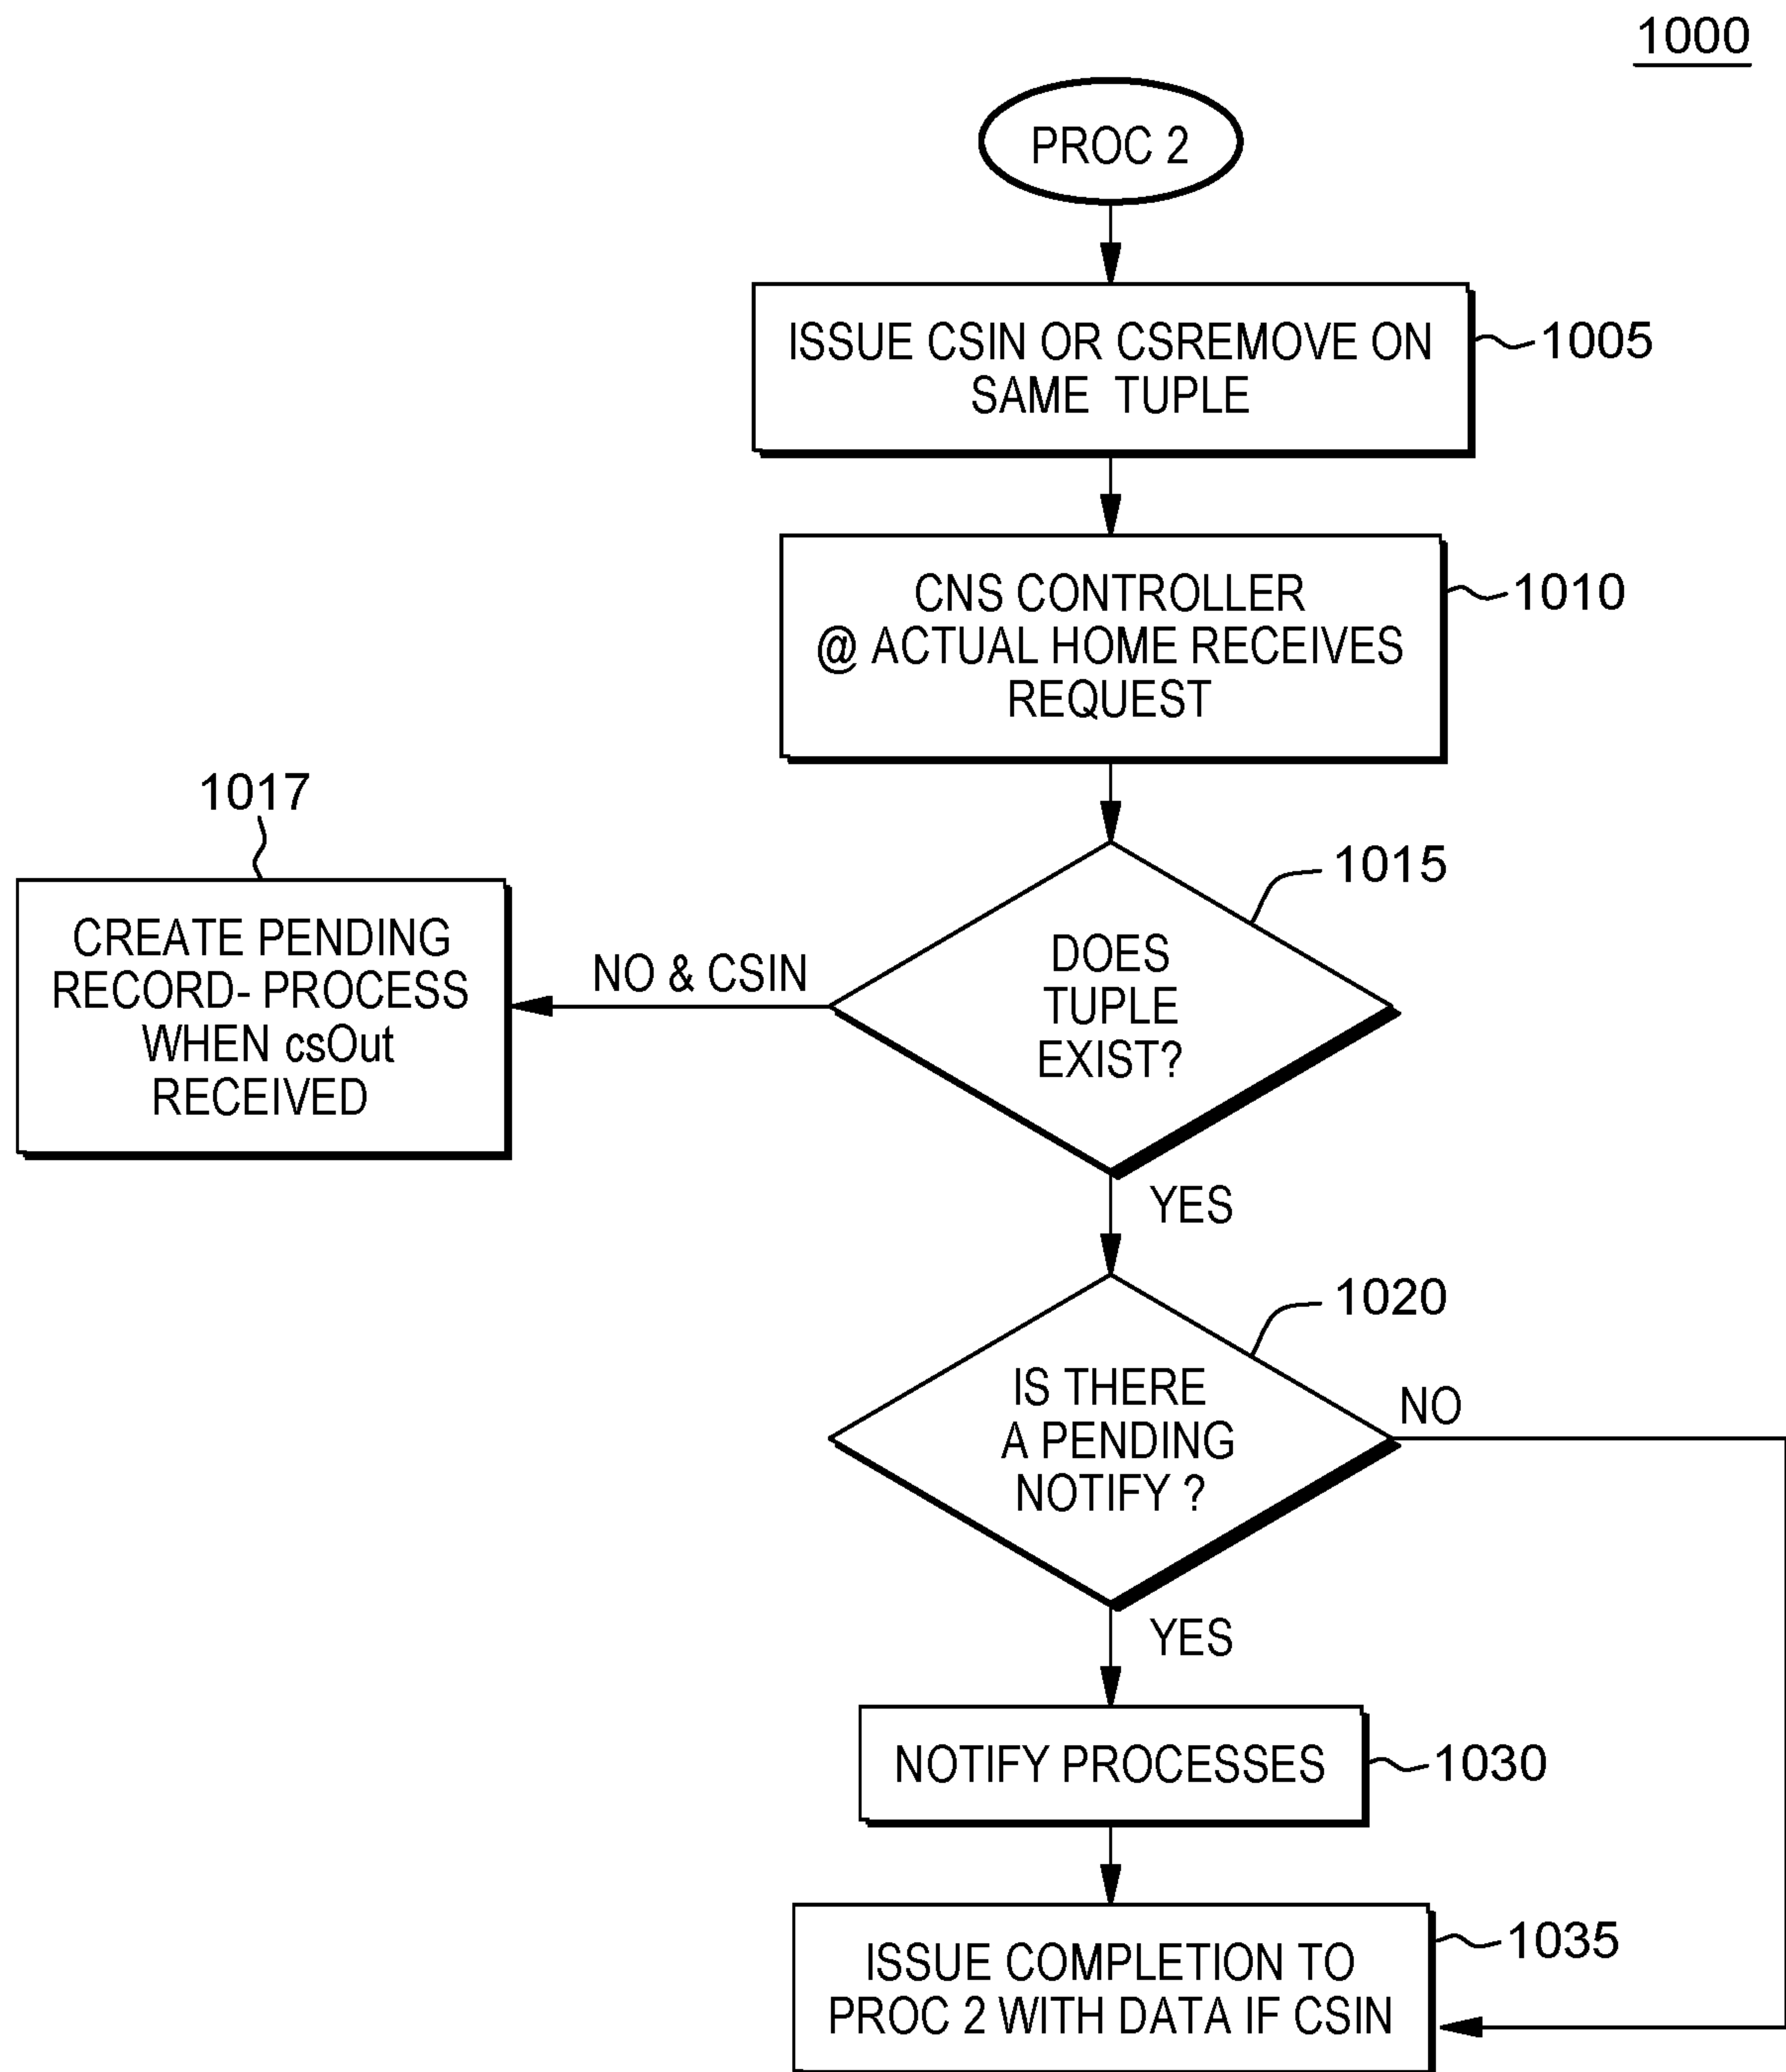 1000
PROC 2
ISSUE CSIN OR CSREMOVE ON
SAME TUPLE
1005
CNS CONTROLLER
@ ACTUAL HOME RECEIVES
REQUEST
1010
1017
CREATE PENDING
RECORD- PROCESS
WHEN csOut
RECEIVED
NO & CSIN
DOES
TUPLE
EXIST?
1015
YES
IS THERE
A PENDING
NOTIFY ?
1020
NO
YES
NOTIFY PROCESSES
1030
ISSUE COMPLETION TO
PROC 2 WITH DATA IF CSIN
1035